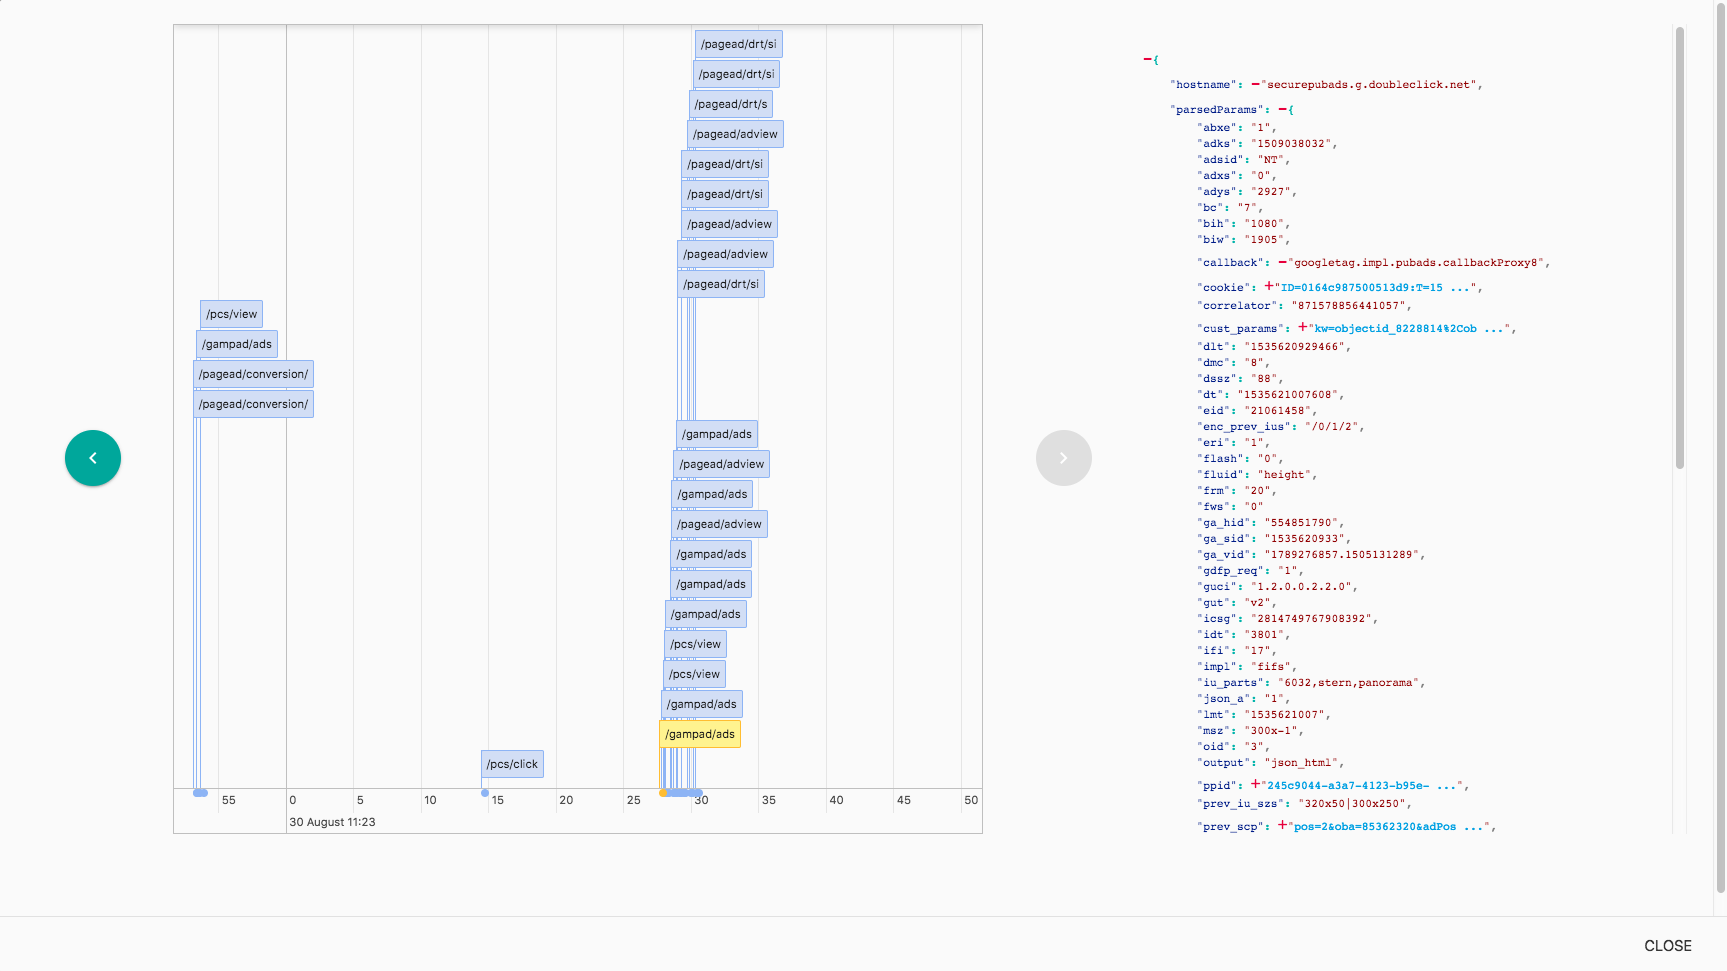 /pagead/drt/si
/pagead/drt/si
/pagead/drt/s
/pagead/adview
/pagead/drt/si
/pagead/drt/si
/pagead/adview
/pagead/adview
/pagead/drt/si
/pcs/view
/gampad/ads
/pagead/conversion/
/pagead/conversion/
/gampad/ads
/pagead/adview
/gampad/ads
/pagead/adview
/gampad/ads
/gampad/ads
/gampad/ads
/pcs/view
/pcs/view
/gampad/ads
/gampad/ads
/pcs/click
55 0 5 10 15 20 25 30 35 40 45 50
30 August 11:23
−{
"hostname": −"securepubads.g.doubleclick.net",
"parsedParams": −{
"abxe": "1",
"adks": "1509038032",
"adsid": "NT",
"adxs": "0",
"adys": "2927",
"bc": "7",
"bih": "1080",
"biw": "1905",
"callback": −"googletag.impl.pubads.callbackProxy8",
"cookie": +"ID=0164c987500513d9:T=15 ...",
"correlator": "871578856441057",
"cust_params": +"kw=objectid_8228814%2Cob ...",
"dlt": "1535620929466",
"dmc": "8",
"dssz": "88",
"dt": "1535621007608",
"eid": "21061458",
"enc_prev_ius": "/0/1/2",
"eri": "1",
"flash": "0",
"fluid": "height",
"frm": "20",
"fws": "0"
"ga_hid": "554851790",
"ga_sid": "1535620933",
"ga_vid": "1789276857.1505131289",
"gdfp_req": "1",
"guci": "1.2.0.0.2.2.0",
"gut": "v2",
"icsg": "2814749767908392",
"idt": "3801",
"ifi": "17",
"impl": "fifs",
"iu_parts": "6032,stern,panorama",
"json_a": "1",
"lmt": "1535621007",
"msz": "300x-1",
"oid": "3",
"output": "json_html",
"ppid": +"245c9044-a3a7-4123-b95e- ...",
"prev_iu_szs": "320x50|300x250",
"prev_scp": +"pos=2&oba=85362320&adPos ...",
CLOSE